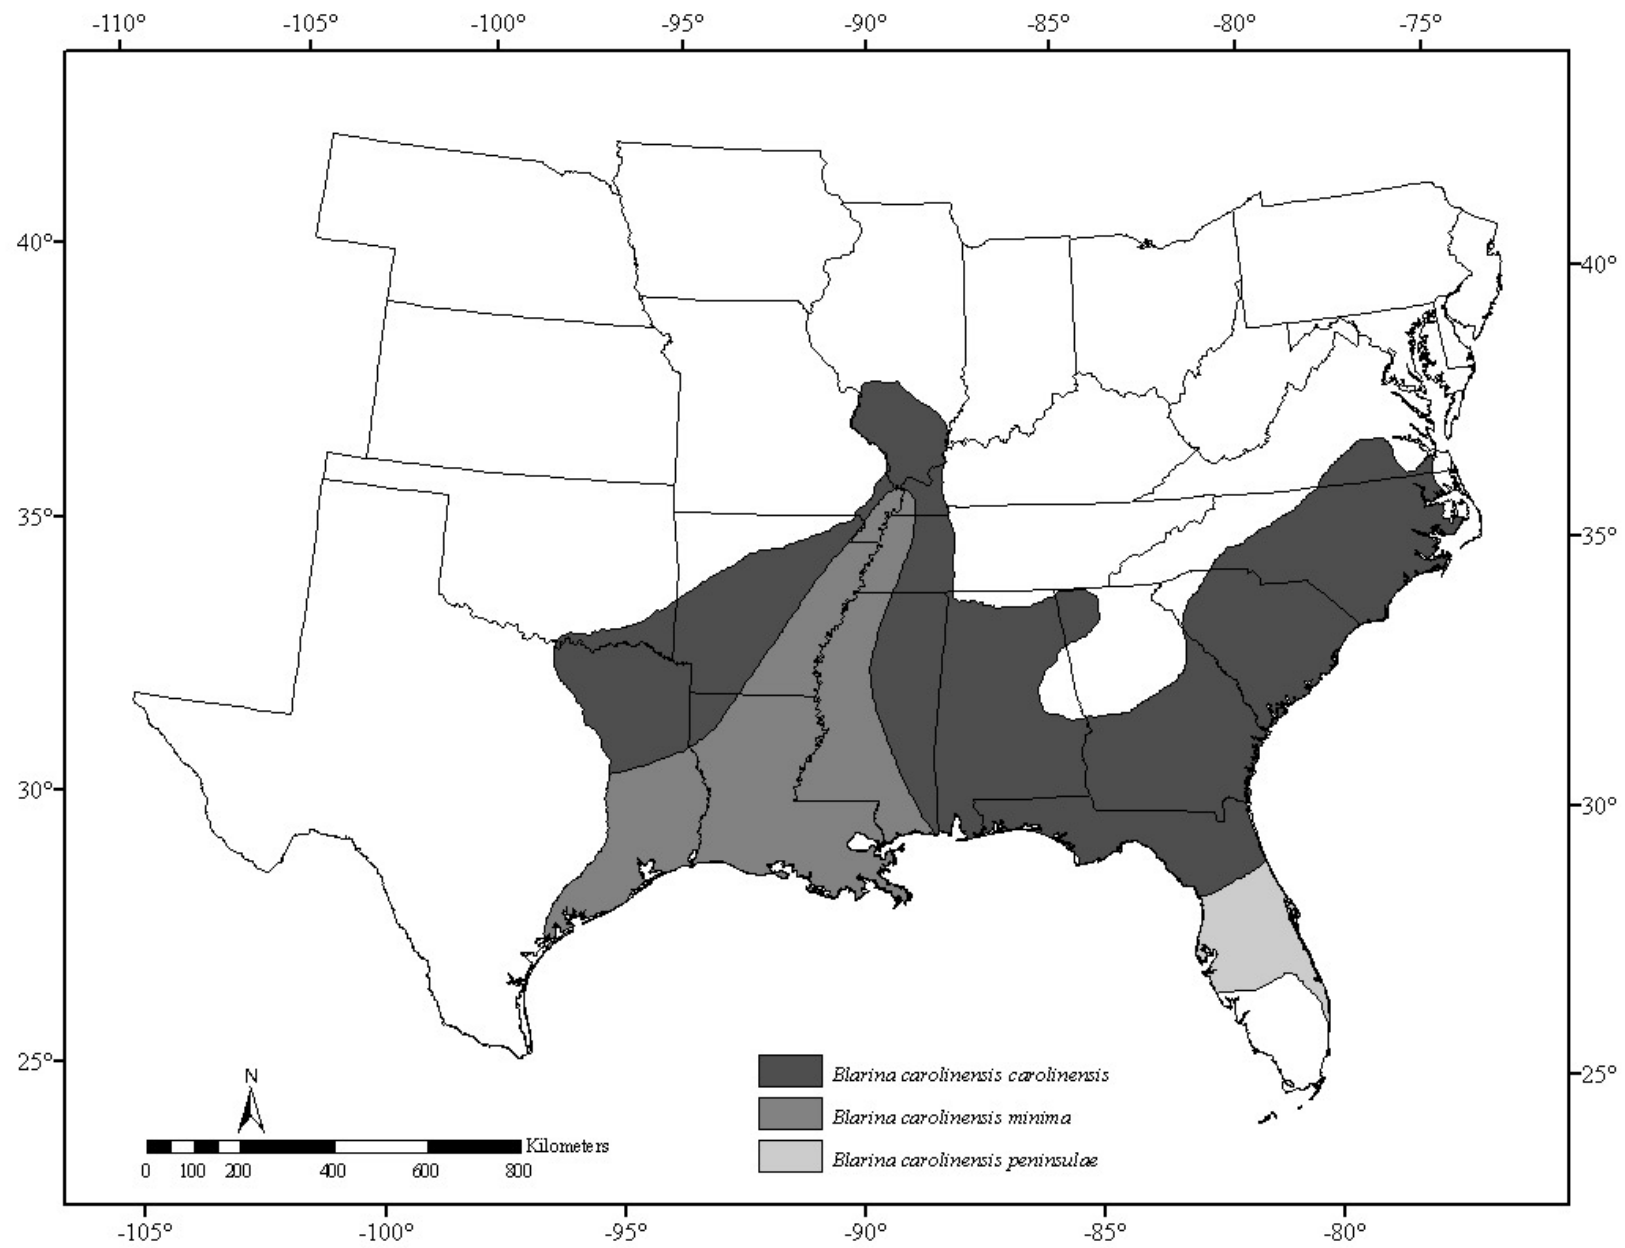 -110° -105° -100° -95° -90° -85° -80° -75°
40° 40°
35° 35°
30° 30°
25° 25°
Blarina carolinensis carolinensis
Blarina carolinensis minima
Blarina carolinensis peninsulae
N
Kilometers
0 100 200 400 600 800
-105° -100° -95° -90° -85° -80°